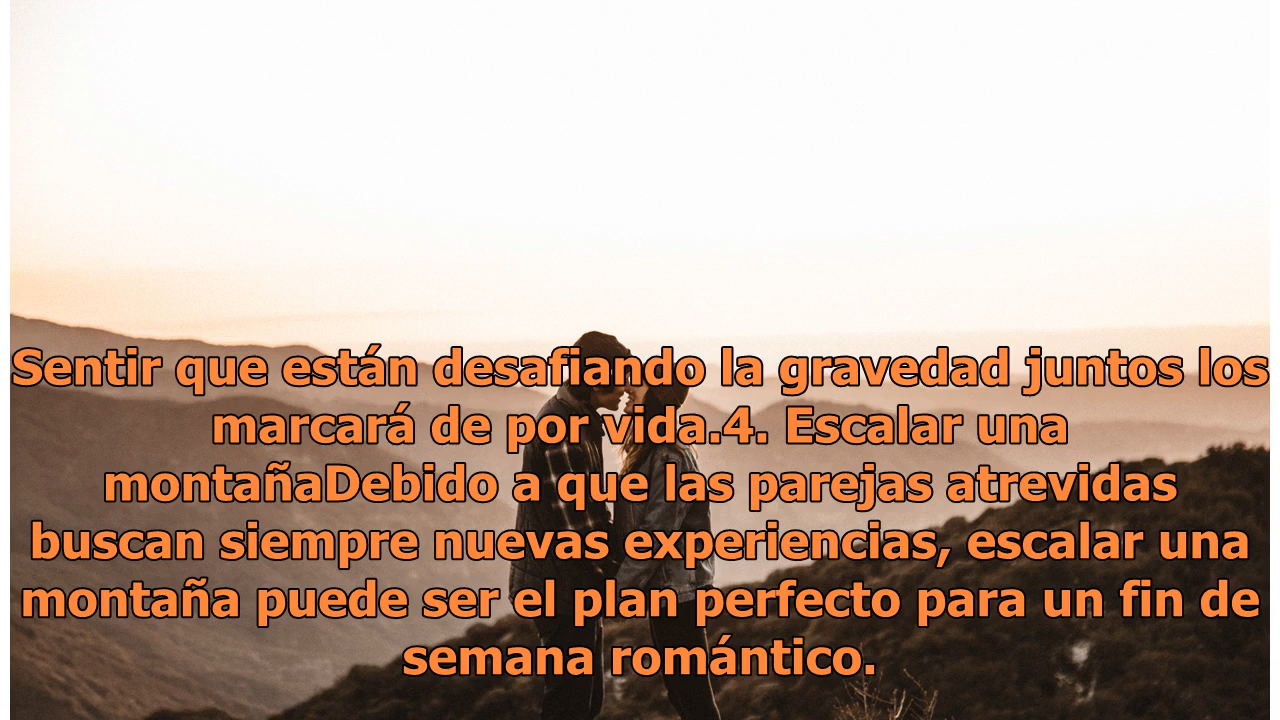 Sentir que están desafiando la gravedad juntos los
marcará de por vida.4. Escalar una
montañaDebido a que las parejas atrevidas
buscan siempre nuevas experiencias, escalar una
montaña puede ser el plan perfecto para un fin de
semana romántico.